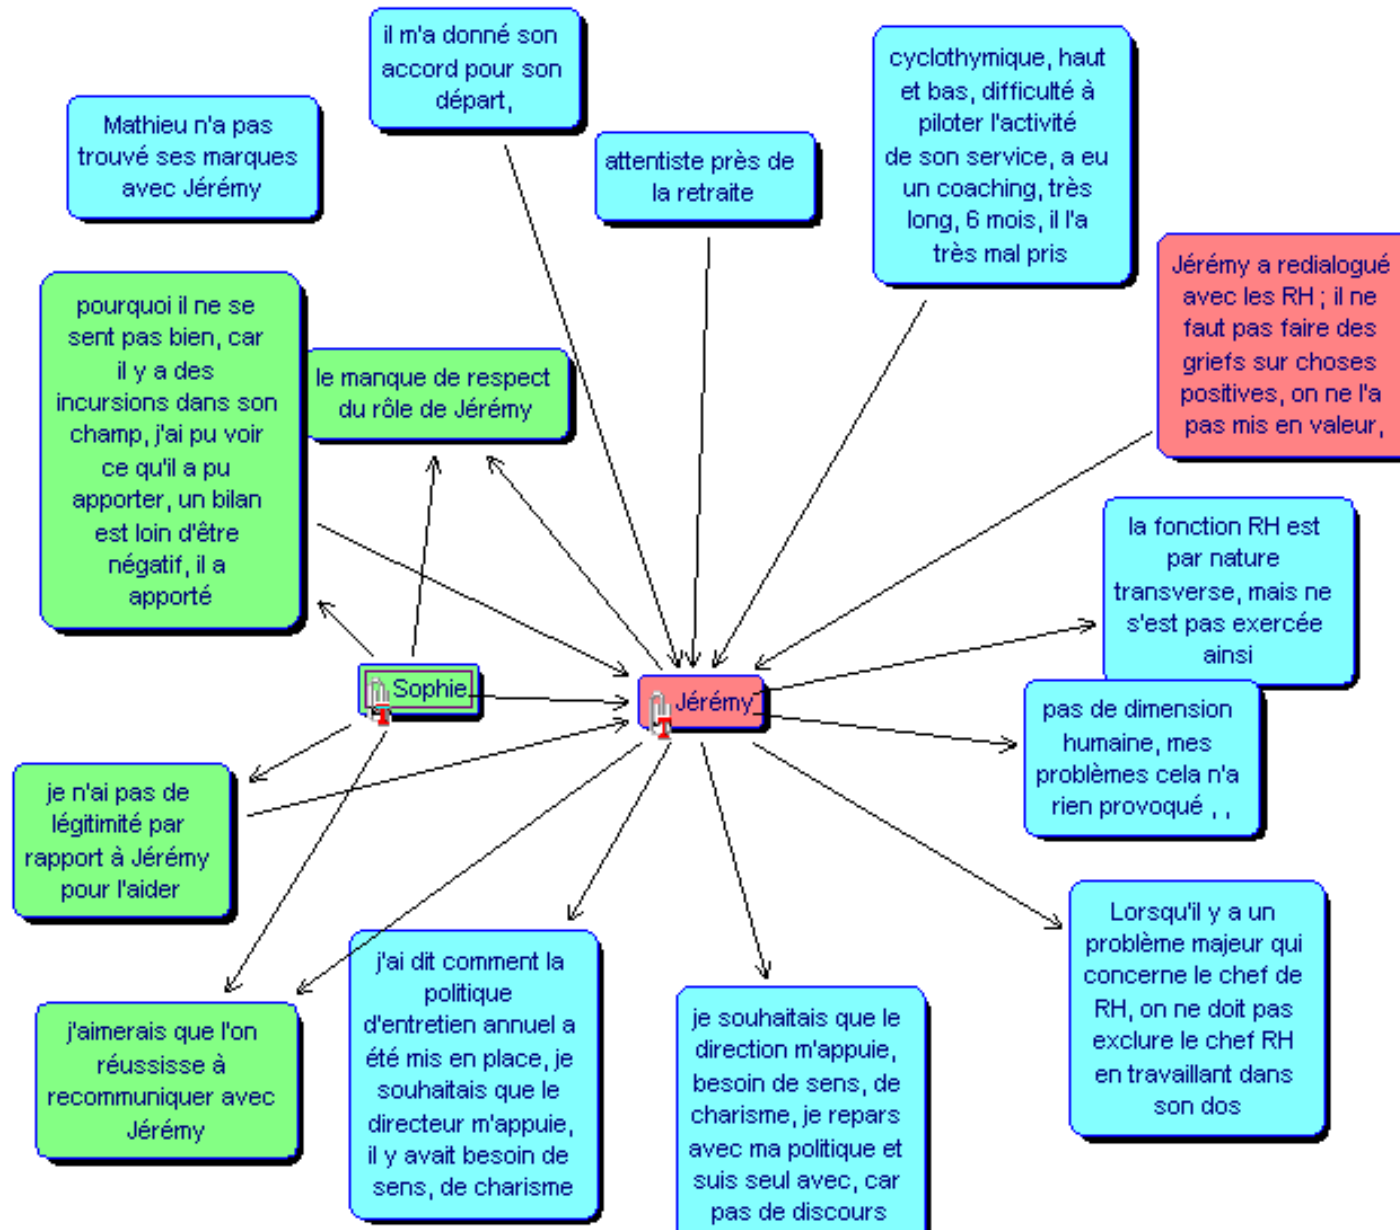 il m'a donné son
accord pour son
départ,
cyclothymique, haut
et bas, difficulté à
piloter l'activité
de son service, a eu
un coaching, très
long, 6 mois, il l'a
très mal pris
Mathieu n'a pas
trouvé ses marques
avec Jérémy
attentiste près de
la retraite
Jérémy a redialogué
avec les RH ; il ne
faut pas faire des
griefs sur choses
positives, on ne l'a
pas mis en valeur,
pourquoi il ne se
sent pas bien, car
il y a des
incursions dans son
champ, j'ai pu voir
ce qu'il a pu
apporter, un bilan
est loin d'être
négatif, il a
apporté
le manque de respect
du rôle de Jérémy
la fonction RH est
par nature
transverse, mais ne
s'est pas exercée
ainsi
Sophie
Jérémy
pas de dimension
humaine, mes
problèmes cela n'a
rien provoqué , ,
je n'ai pas de
légitimité par
rapport à Jérémy
pour l'aider
Lorsqu'il y a un
problème majeur qui
concerne le chef de
RH, on ne doit pas
exclure le chef RH
en travaillant dans
son dos
j'ai dit comment la
politique
d'entretien annuel a
été mis en place, je
souhaitais que le
directeur m'appuie,
il y avait besoin de
sens, de charisme
je souhaitais que le
direction m'appuie,
besoin de sens, de
charisme, je repars
avec ma politique et
suis seul avec, car
pas de discours
j'aimerais que l'on
réussisse à
recommuniquer avec
Jérémy